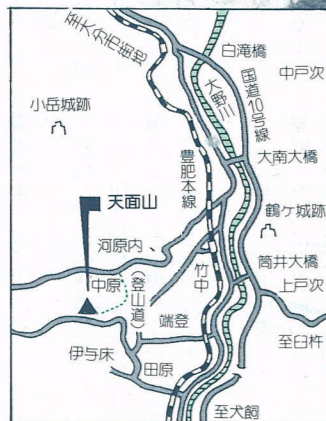 至大分市街地
白滝橋
中戸次
国道10号線
大野川
小岳城跡
大南大橋
豊肥本線
天面山
鶴ケ城跡
河原内
筒井大橋
中原
(登山道)
竹中
上戸次
端登
至臼杵
伊与床
田原
至犬飼